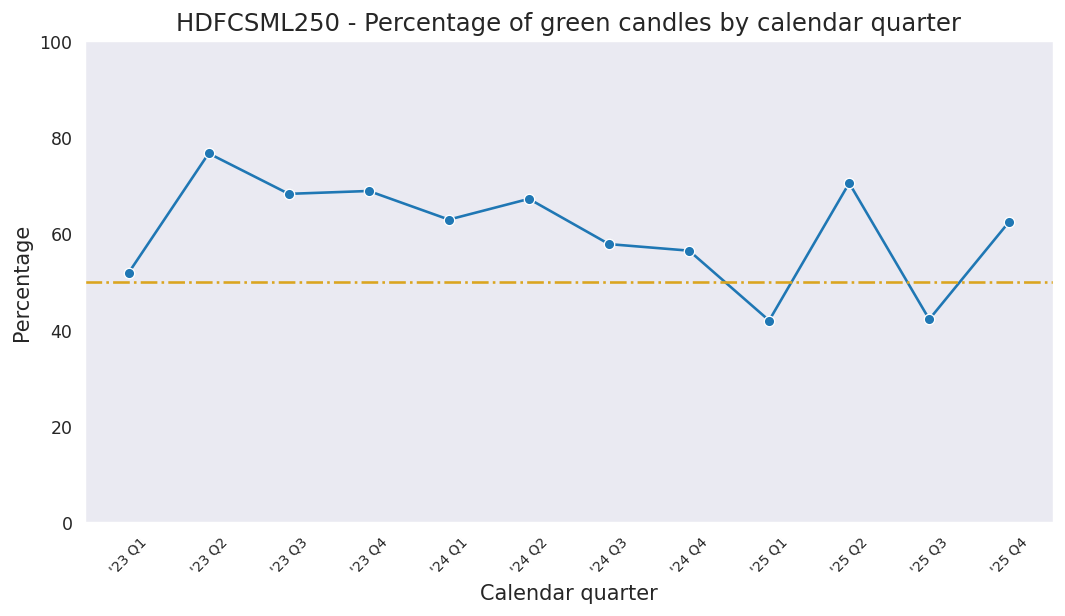 HDFCSML250 - Percentage of green candles by calendar quarter
100
80
60
40
20
0
Percentage
'23 Q1
'23 Q2
'23 Q3
'23 Q4
'24 Q1
'24 Q2
'24 Q3
'24 Q4
'25 Q1
'25 Q2
'25 Q3
'25 Q4
Calendar quarter